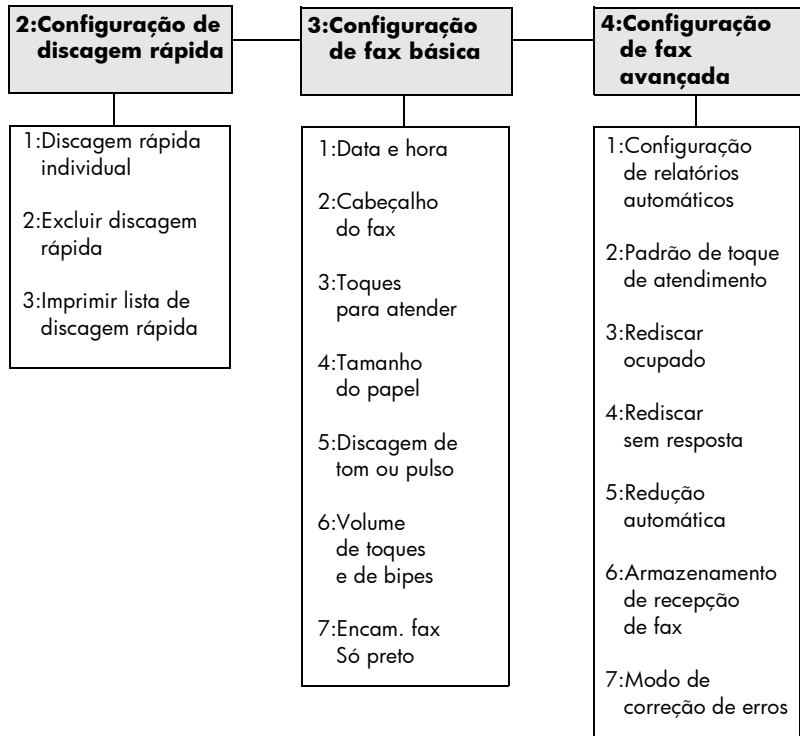 2:Configuração de
discagem rápida
1:Discagem rápida
individual
2:Excluir discagem
rápida
3:Imprimir lista de
discagem rápida
3:Configuração
de fax básica
1:Data e hora
2:Cabeçalho
do fax
3:Toques
para atender
4:Tamanho
do papel
5:Discagem de
tom ou pulso
6:Volume
de toques
e de bipes
7:Encam. fax
Só preto
4:Configuração
de fax
avançada
1:Configuração
de relatórios
automáticos
2:Padrão de toque
de atendimento
3:Rediscar
ocupado
4:Rediscar
sem resposta
5:Redução
automática
6:Armazenamento
de recepção
de fax
7:Modo de
correção de erros